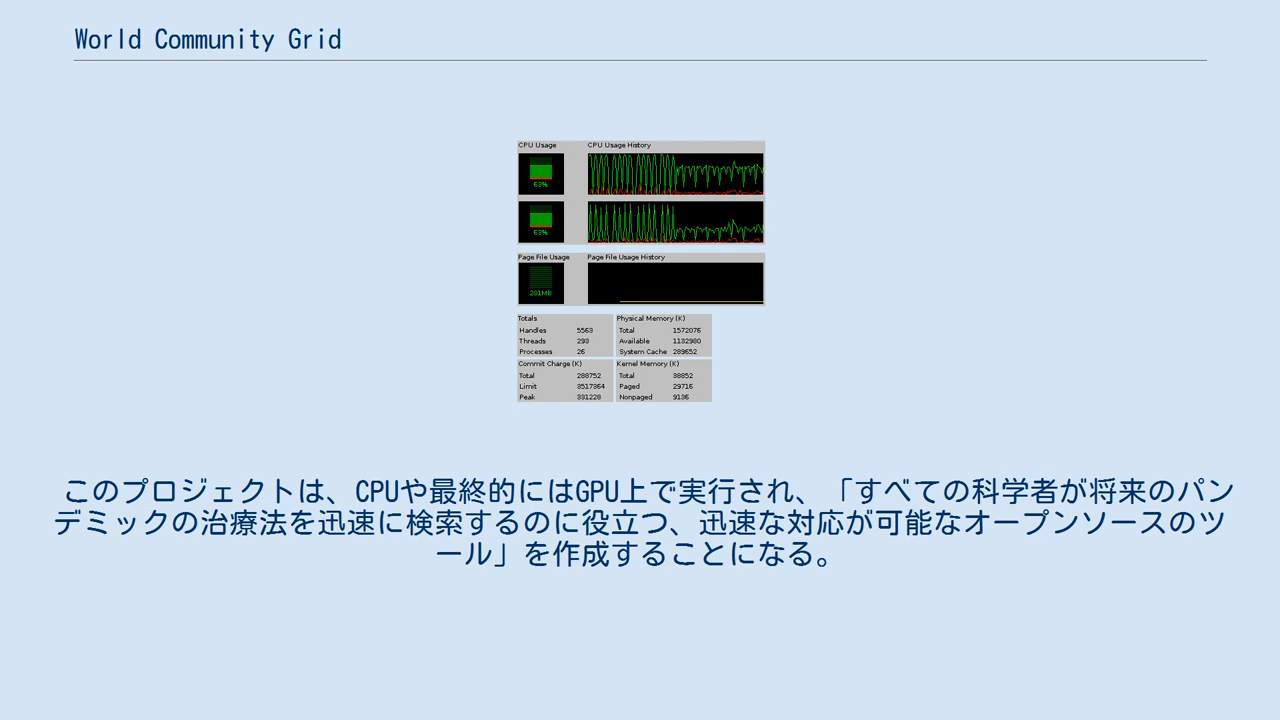 World Community Grid
CPU Usage
CPU Usage History
53%
53%
Page File Usage
Page File Usage History
281MB
Totals
Handles 5563
Threads 293
Processes 26
Physical Memory (K)
Total 1572076
Available 1132980
System Cache 289652
Commit Charge (K)
Total 288752
Limit 3517364
Peak 331228
Kernel Memory (K)
Total 38852
Paged 29716
Nonpaged 9136
このプロジェクトは、CPUや最終的にはGPU上で実行され、「すべての科学者が将来のパン
デミックの治療法を迅速に検索するのに役立つ、迅速な対応が可能なオープンソースのツ
ール」を作成することになる。